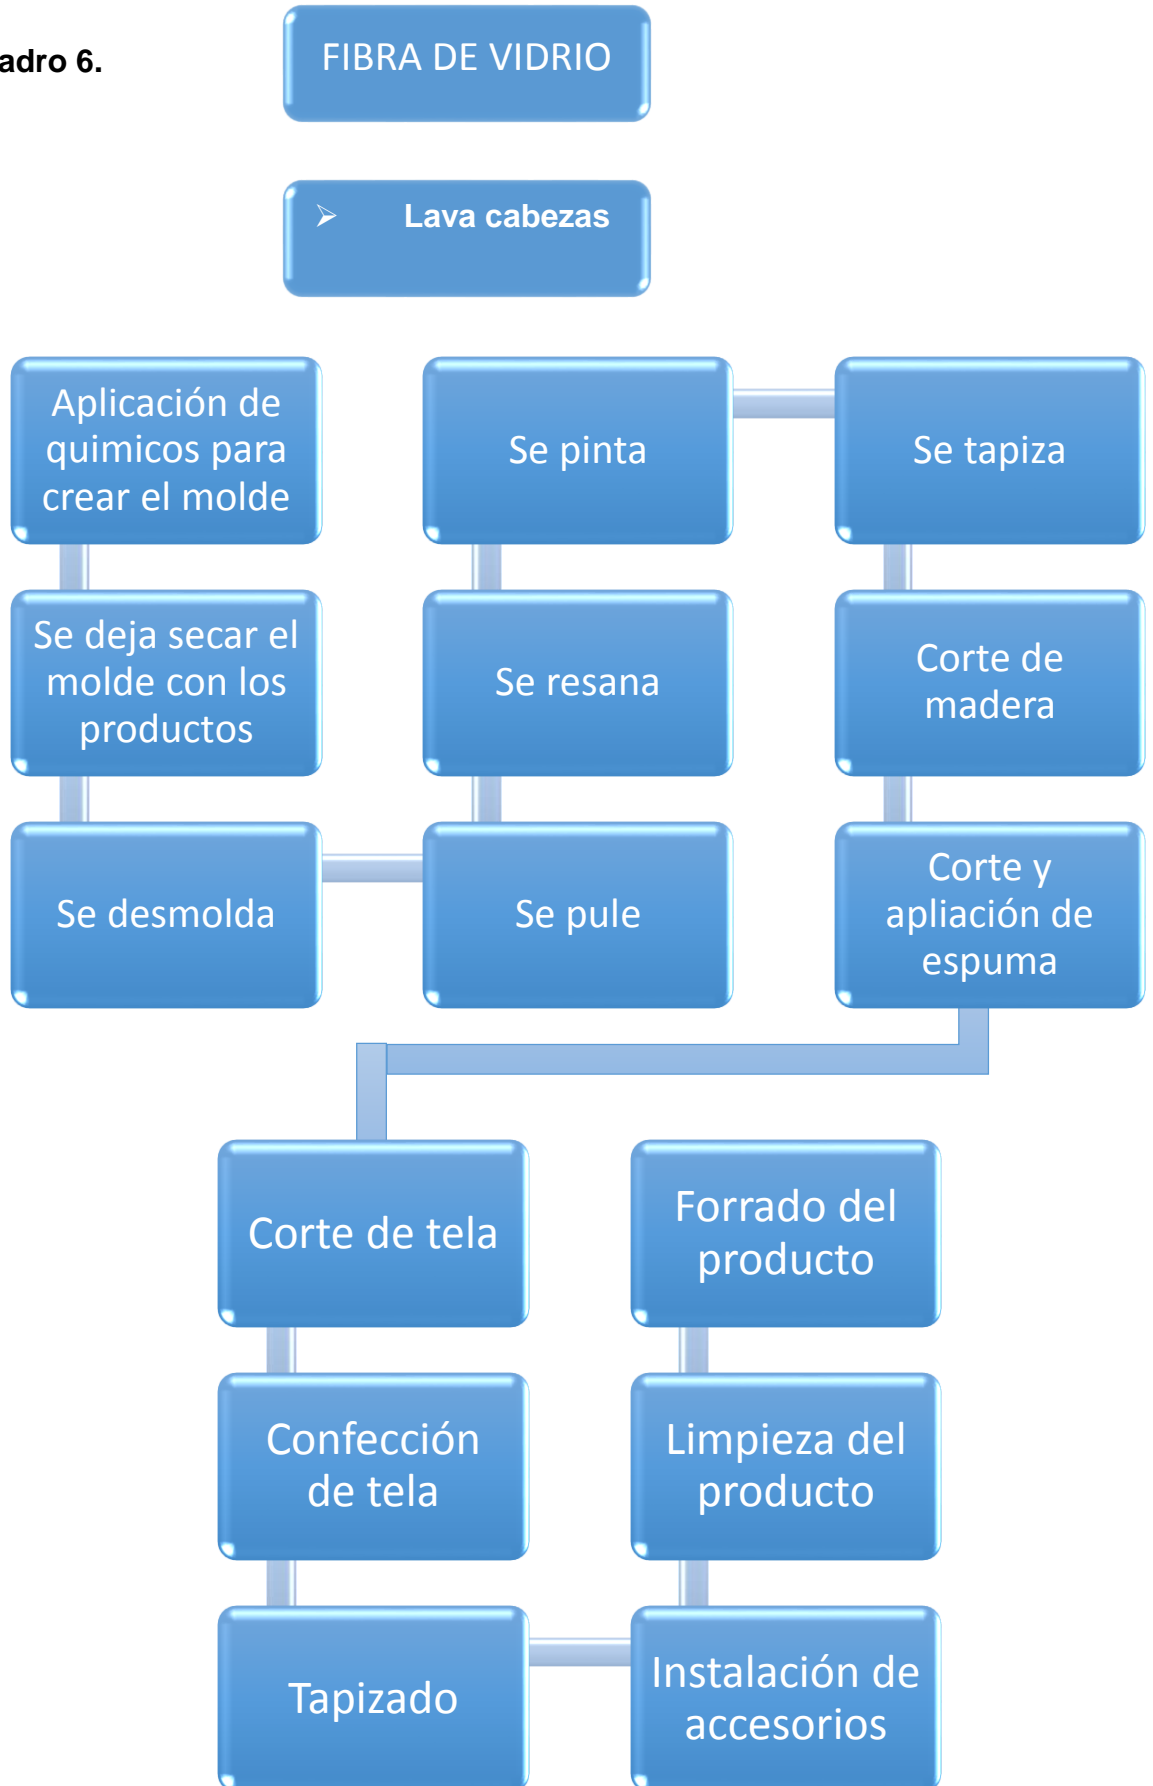 adro 6.
FIBRA DE VIDRIO
➢ Lava cabezas
Aplicación de
quimicos para
crear el molde
Se deja secar el
molde con los
productos
Se desmolda
Se pule
Se resana
Se pinta
Se tapiza
Corte de
madera
Corte y
apliación de
espuma
Corte de tela
Confección
de tela
Tapizado
Instalación de
accesorios
Limpieza del
producto
Forrado del
producto